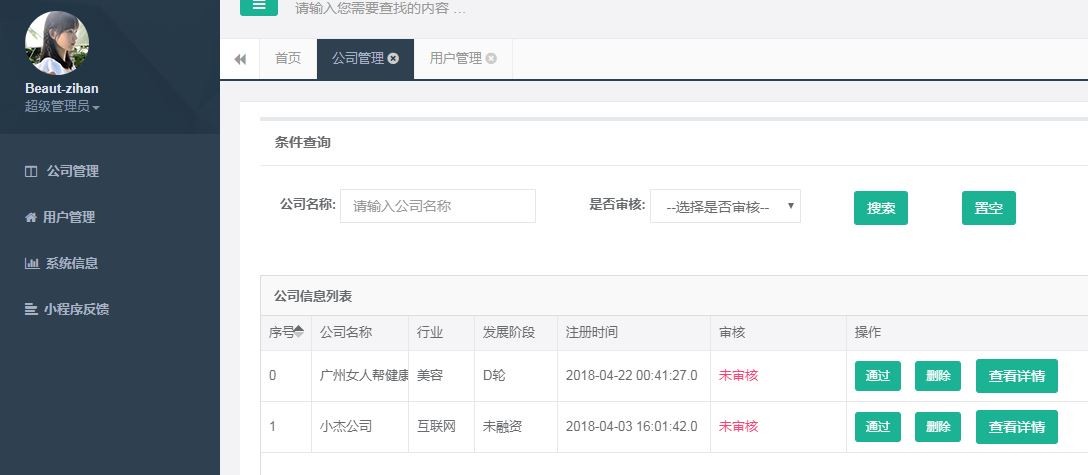 请输入您需要查找的内容 …
首页 公司管理 用户管理
Beaut-zihan
超级管理员
公司管理
用户管理
系统信息
小程序反馈
条件查询
公司名称: 请输入公司名称 是否审核: --选择是否审核-- 搜索 置空
公司信息列表
序号 公司名称 行业 发展阶段 注册时间 审核 操作
0 广州女人帮健康 美容 D轮 2018-04-22 00:41:27.0 未审核 通过 删除 查看详情
1 小杰公司 互联网 未融资 2018-04-03 16:01:42.0 未审核 通过 删除 查看详情